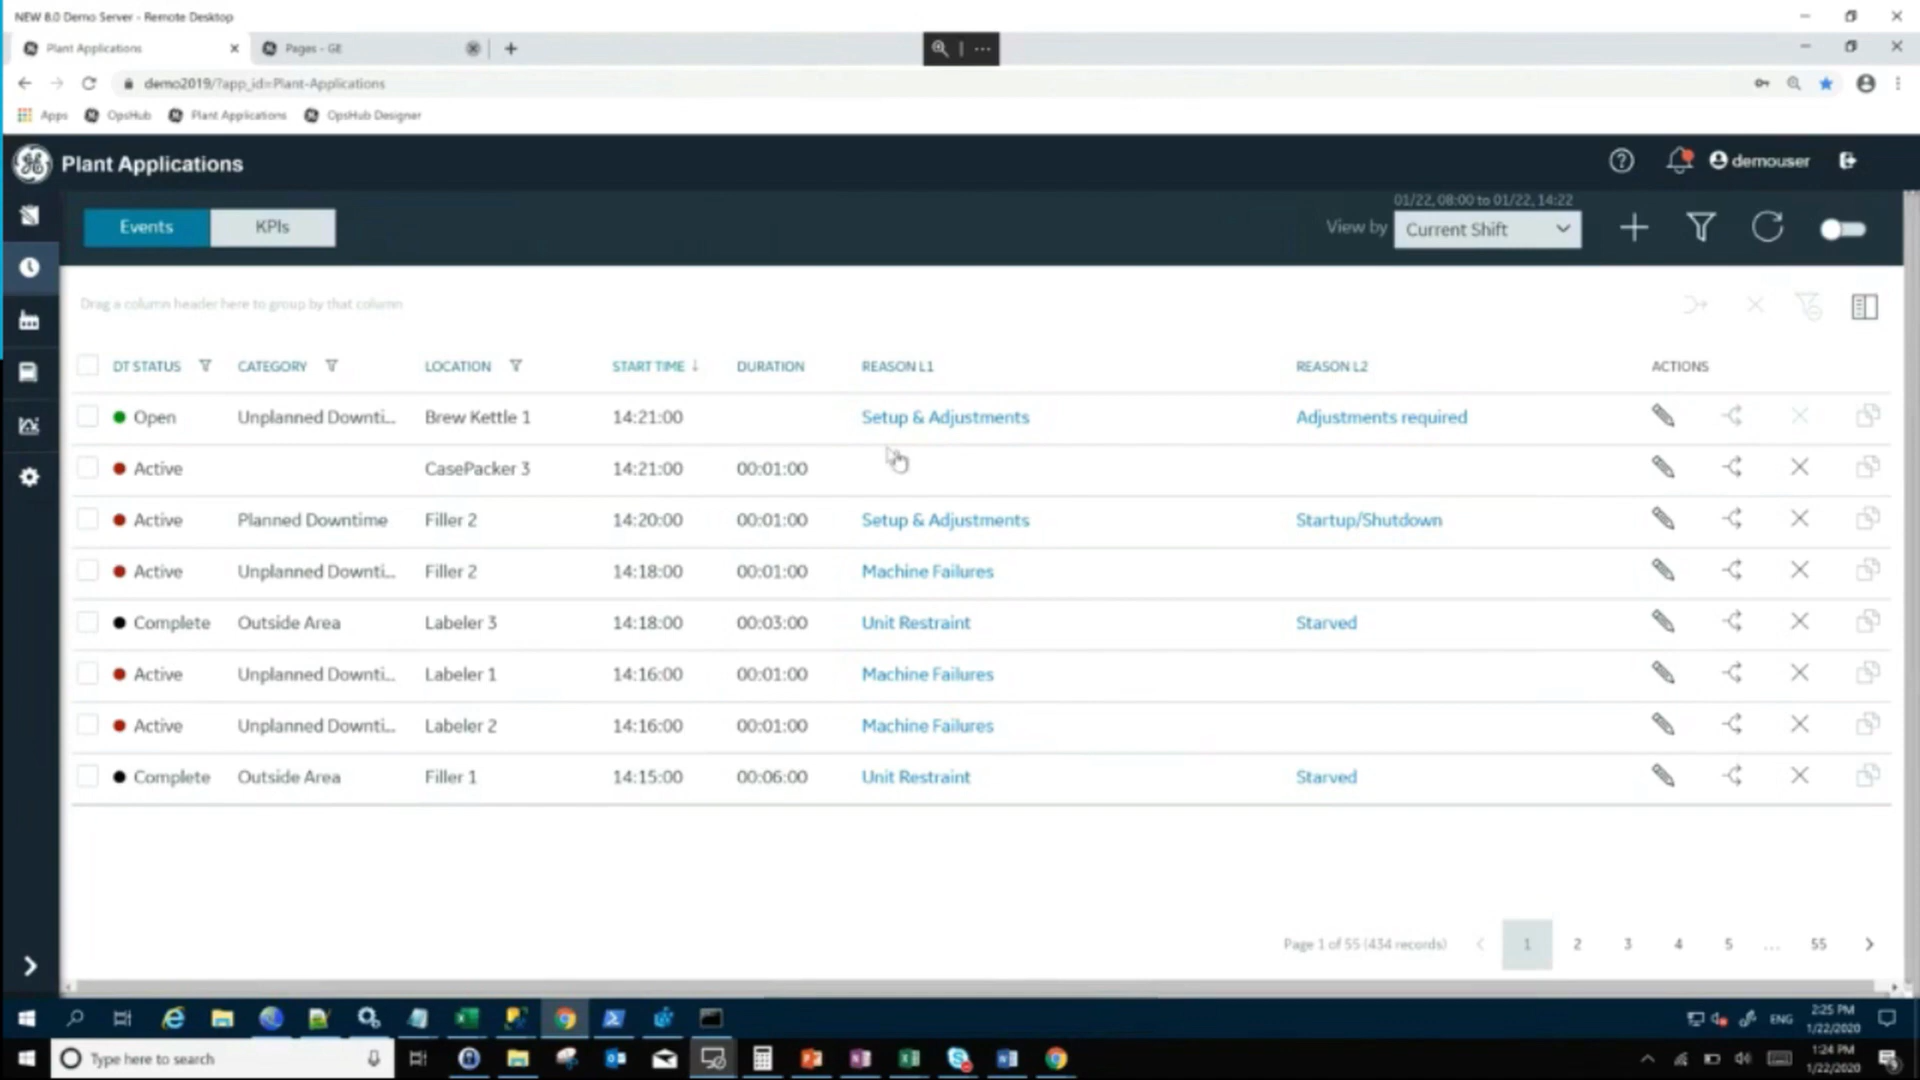 NEW 8.0 Demo Server - Remote Desktop
Plant Applications
Pages - GE
demo2019/?app_id=Plant-Applications
Apps OpsHub Plant Applications OpsHub Designer
Plant Applications
demouser
Events KPIs
01/22, 08:00 to 01/22, 14:22
View by Current Shift
Drag a column header here to group by that column
DT STATUS CATEGORY LOCATION START TIME DURATION REASON L1 REASON L2 ACTIONS
Open Unplanned Downti... Brew Kettle 1 14:21:00 Setup & Adjustments Adjustments required
Active CasePacker 3 14:21:00 00:01:00
Active Planned Downtime Filler 2 14:20:00 00:01:00 Setup & Adjustments Startup/Shutdown
Active Unplanned Downti... Filler 2 14:18:00 00:01:00 Machine Failures
Complete Outside Area Labeler 3 14:18:00 00:03:00 Unit Restraint Starved
Active Unplanned Downti... Labeler 1 14:16:00 00:01:00 Machine Failures
Active Unplanned Downti... Labeler 2 14:16:00 00:01:00 Machine Failures
Complete Outside Area Filler 1 14:15:00 00:06:00 Unit Restraint Starved
Page 1 of 55 (434 records) 1 2 3 4 5 ... 55
ENG
2:25 PM
1/22/2020
Type here to search
1:24 PM
1/22/2020